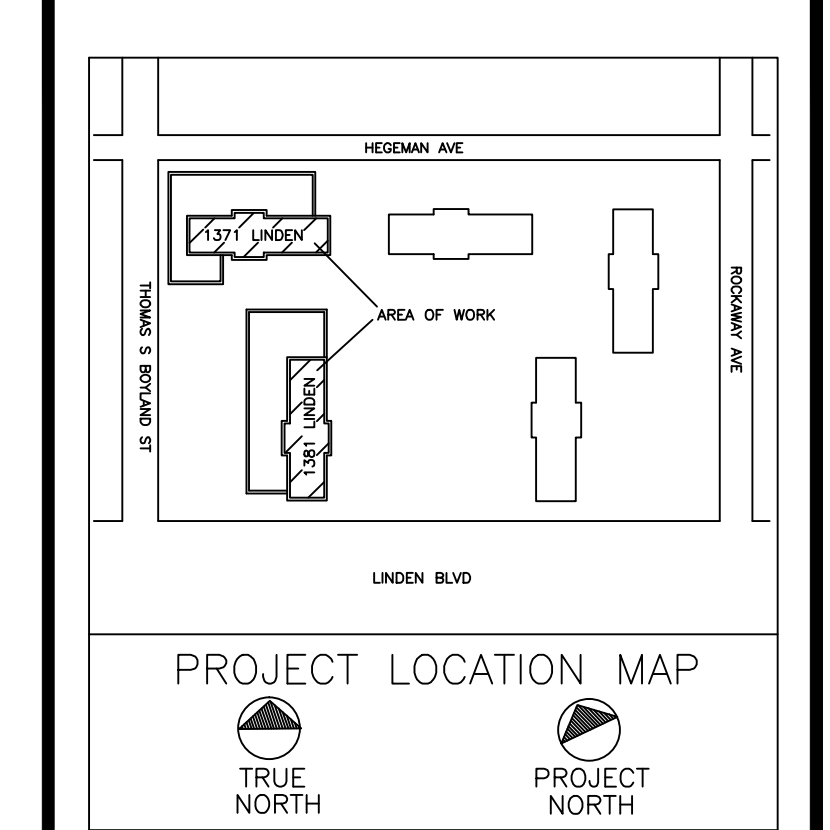 HEGEMAN AVE
1371 LINDEN
THOMAS S BOYLAND ST
ROCKAWAY AVE
AREA OF WORK
1381 LINDEN
LINDEN BLVD
PROJECT LOCATION MAP
TRUE
NORTH
PROJECT
NORTH